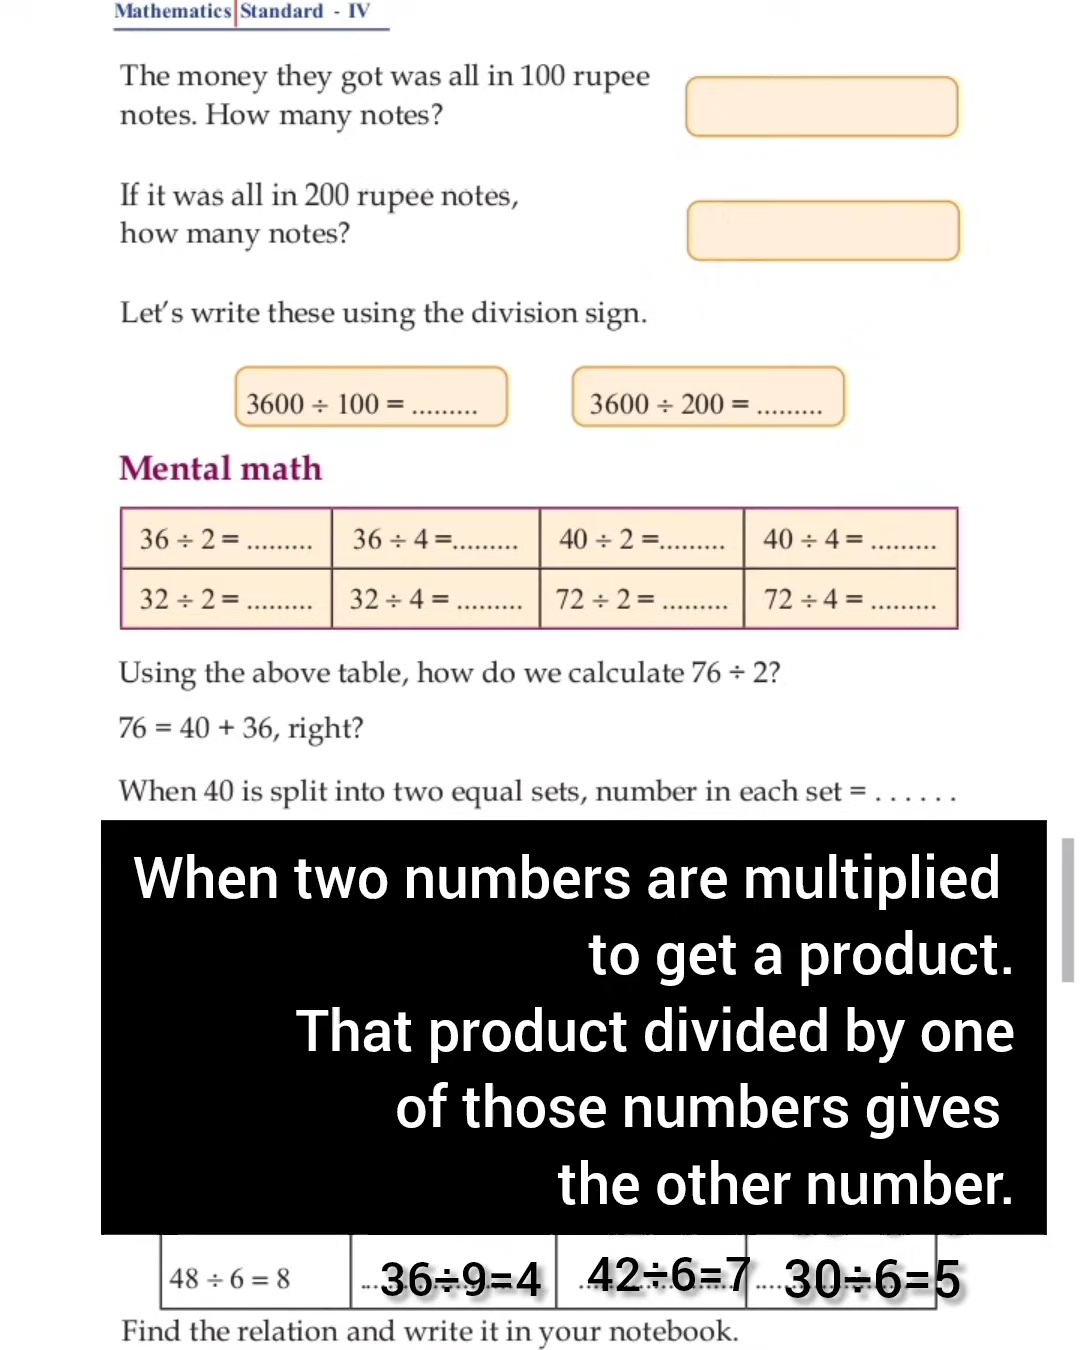 Mathematics Standard - IV
The money they got was all in 100 rupee
notes. How many notes?
If it was all in 200 rupee notes,
how many notes?
Let's write these using the division sign.
3600 ÷ 100 = ......... 3600 ÷ 200 = .........
Mental math
36 ÷ 2 = ......... 36 ÷ 4 =......... 40 ÷ 2 =......... 40 ÷ 4 = .........
32 ÷ 2 = ......... 32 ÷ 4 = ......... 72 ÷ 2 = ......... 72 ÷ 4 = .........
Using the above table, how do we calculate 76 ÷ 2?
76 = 40 + 36, right?
When 40 is split into two equal sets, number in each set = . . . . . .
When two numbers are multiplied
to get a product.
That product divided by one
of those numbers gives
the other number.
48 ÷ 6 = 8 36÷9=4 42÷6=7 30÷6=5
Find the relation and write it in your notebook.